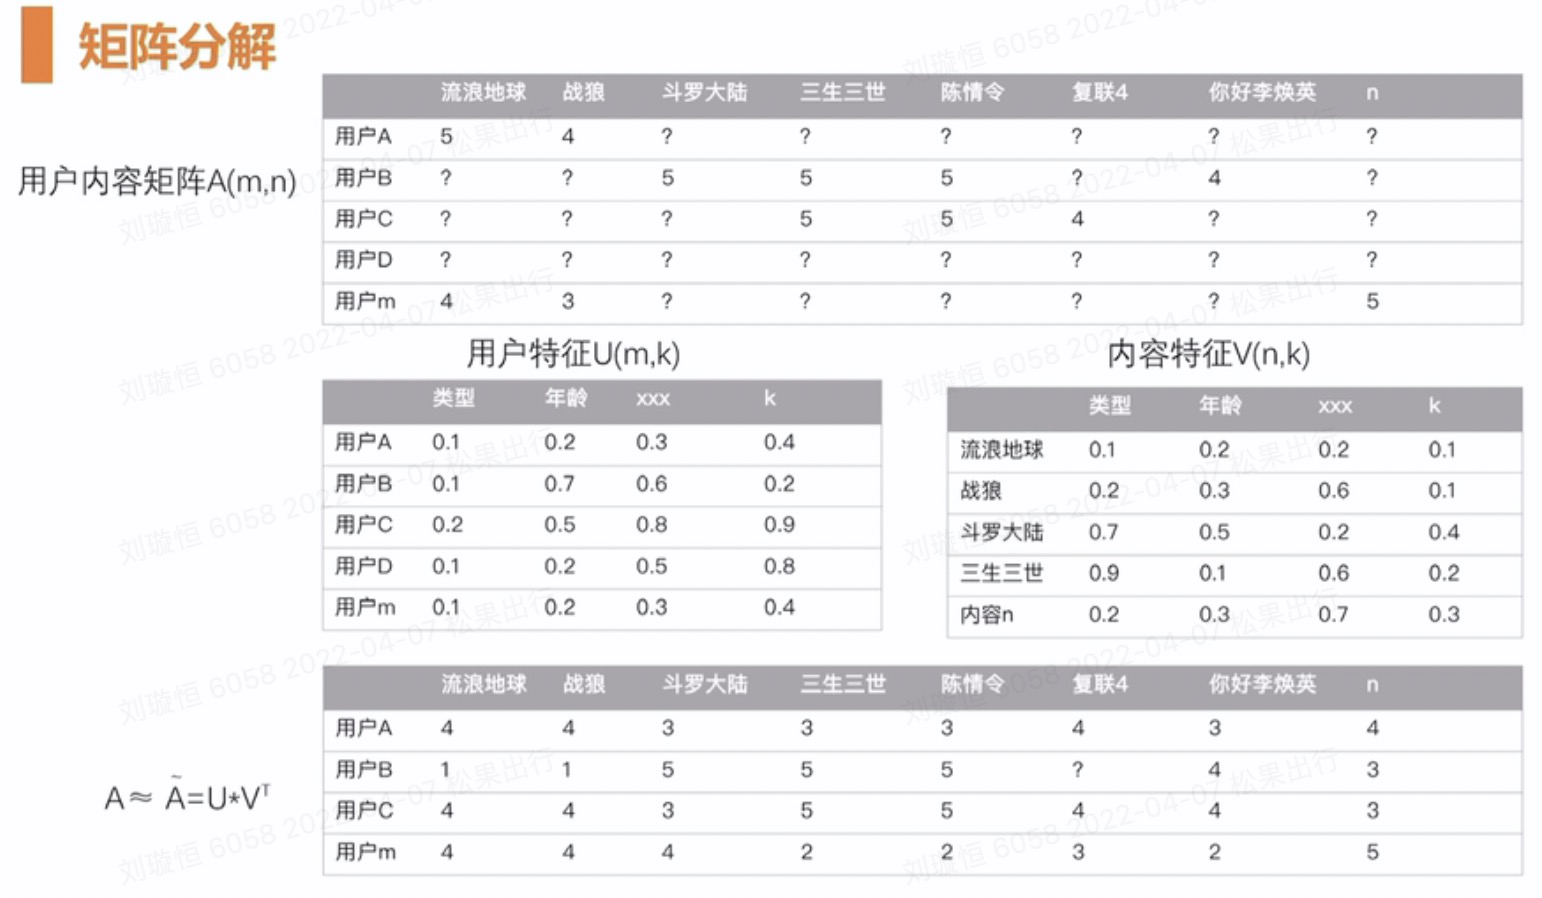 矩阵分解
流浪地球 战狼 斗罗大陆 三生三世 陈情令 复联4 你好李焕英 n
用户A 5 4 ? ? ? ? ? ?
用户内容矩阵A(m,n)
用户B ? ? 5 5 5 ? 4 ?
用户C ? ? ? 5 5 4 ? ?
用户D ? ? ? ? ? ? ? ?
用户m 4 3 ? ? ? ? ? 5
用户特征U(m,k)
类型 年龄 xxx k
用户A 0.1 0.2 0.3 0.4
用户B 0.1 0.7 0.6 0.2
用户C 0.2 0.5 0.8 0.9
用户D 0.1 0.2 0.5 0.8
用户m 0.1 0.2 0.3 0.4
内容特征V(n,k)
类型 年龄 xxx k
流浪地球 0.1 0.2 0.2 0.1
战狼 0.2 0.3 0.6 0.1
斗罗大陆 0.7 0.5 0.2 0.4
三生三世 0.9 0.1 0.6 0.2
内容n 0.2 0.3 0.7 0.3
流浪地球 战狼 斗罗大陆 三生三世 陈情令 复联4 你好李焕英 n
用户A 4 4 3 3 3 4 3 4
用户B 1 1 5 5 5 ? 4 3
A≈ Ã=U*Vᵀ
用户C 4 4 3 5 5 4 4 3
用户m 4 4 4 2 2 3 2 5
刘璇恒 6058 2022-04-07 松果出行